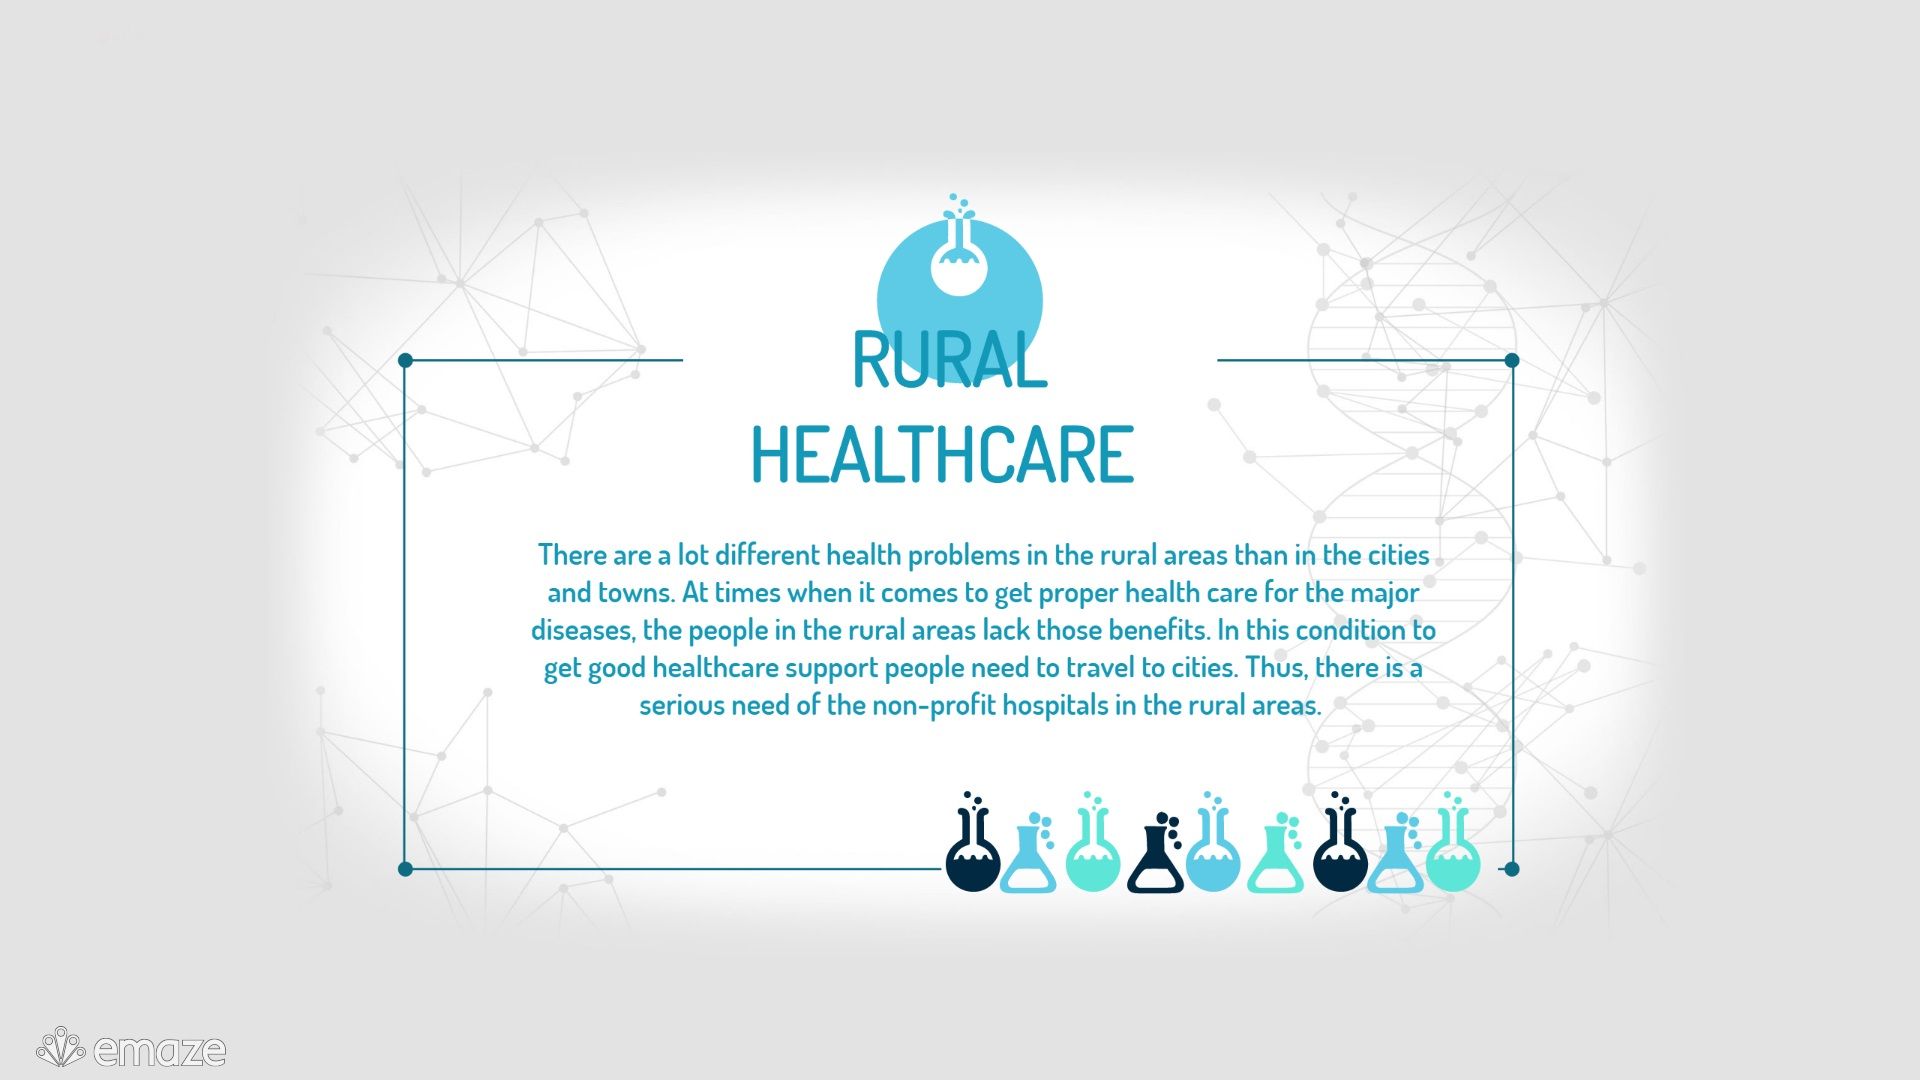 RURAL
HEALTHCARE
There are a lot different health problems in the rural areas than in the cities
and towns. At times when it comes to get proper health care for the major
diseases, the people in the rural areas lack those benefits. In this condition to
get good healthcare support people need to travel to cities. Thus, there is a
serious need of the non-profit hospitals in the rural areas.
emaze